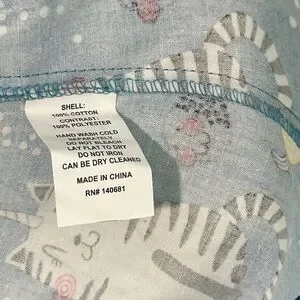 SHELL:
100% COTTON
CONTRAST:
100% POLYESTER
HAND WASH COLD
SEPARATELY
DO NOT BLEACH
LAY FLAT TO DRY
DO NOT IRON
CAN BE DRY CLEANED
MADE IN CHINA
RN# 140681